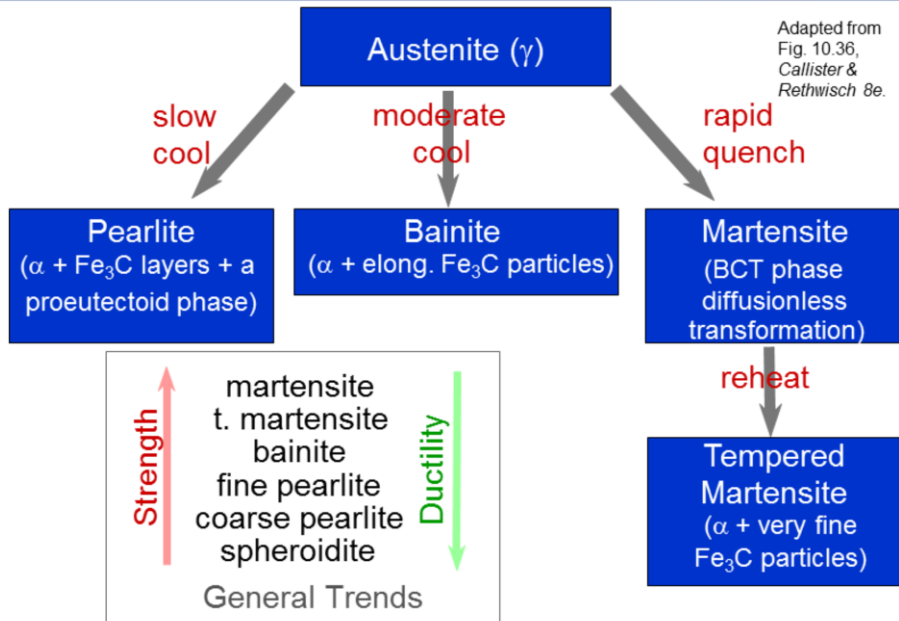 Austenite (γ)
Adapted from
Fig. 10.36,
Callister &
Rethwisch 8e.
slow
cool
moderate
cool
rapid
quench
Pearlite
(α + Fe₃C layers + a
proeutectoid phase)
Bainite
(α + elong. Fe₃C particles)
Martensite
(BCT phase
diffusionless
transformation)
reheat
Tempered
Martensite
(α + very fine
Fe₃C particles)
Strength
martensite
t. martensite
bainite
fine pearlite
coarse pearlite
spheroidite
Ductility
General Trends